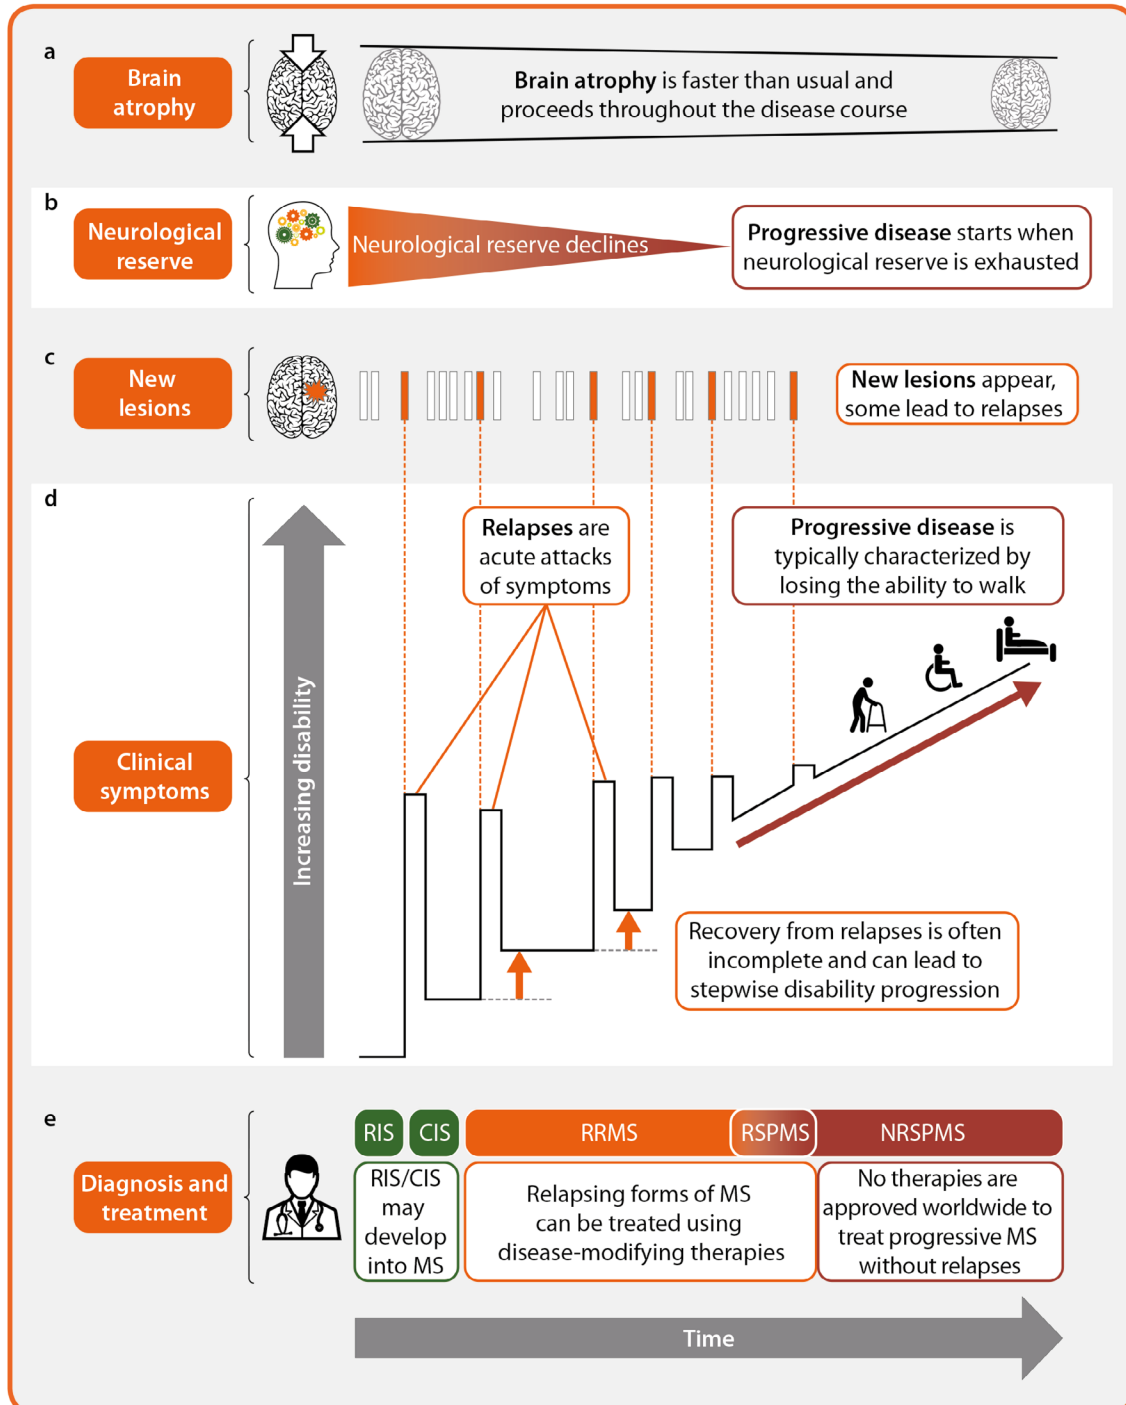 a
Brain
atrophy
Brain atrophy is faster than usual and
proceeds throughout the disease course
b
Neurological
reserve
Neurological reserve declines
Progressive disease starts when
neurological reserve is exhausted
c
New
lesions
New lesions appear,
some lead to relapses
d
Clinical
symptoms
Increasing disability
Relapses are
acute attacks
of symptoms
Progressive disease is
typically characterized by
losing the ability to walk
Recovery from relapses is often
incomplete and can lead to
stepwise disability progression
e
Diagnosis and
treatment
RIS
CIS
RRMS
RSPMS
NRSPMS
RIS/CIS
may
develop
into MS
Relapsing forms of MS
can be treated using
disease-modifying therapies
No therapies are
approved worldwide to
treat progressive MS
without relapses
Time